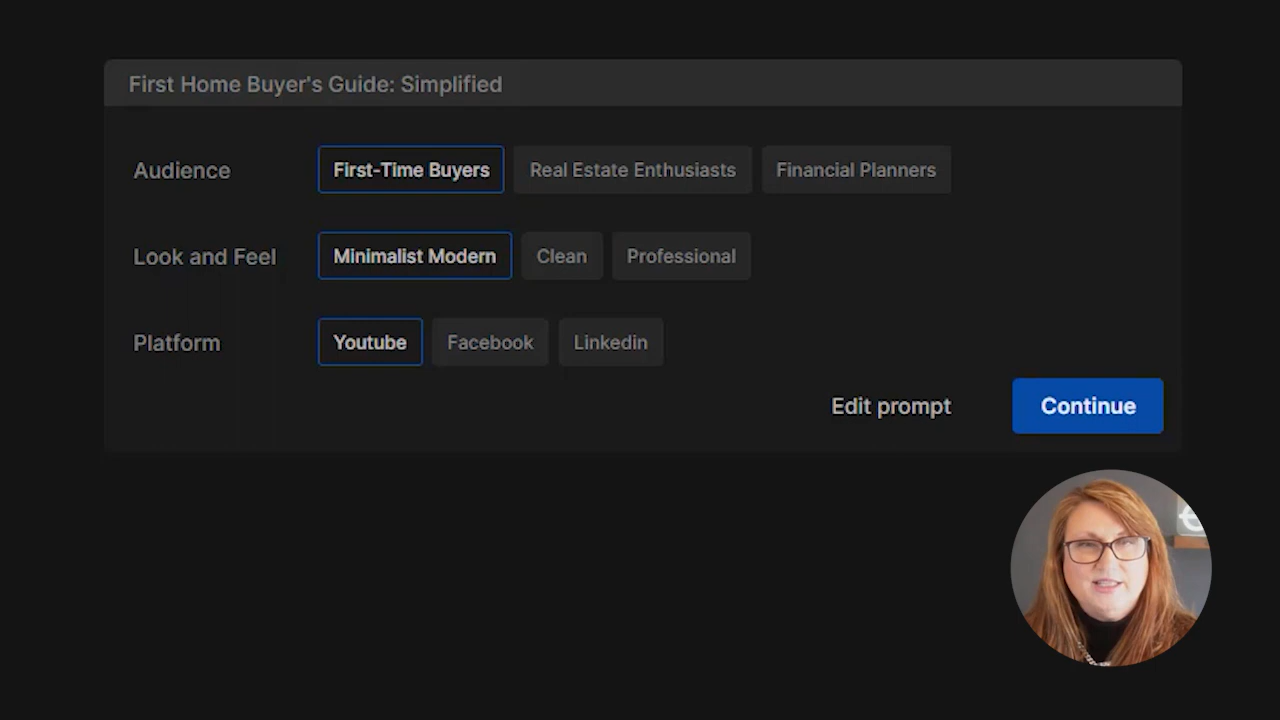 First Home Buyer's Guide: Simplified
Audience First-Time Buyers Real Estate Enthusiasts Financial Planners
Look and Feel Minimalist Modern Clean Professional
Platform Youtube Facebook Linkedin
Edit prompt Continue